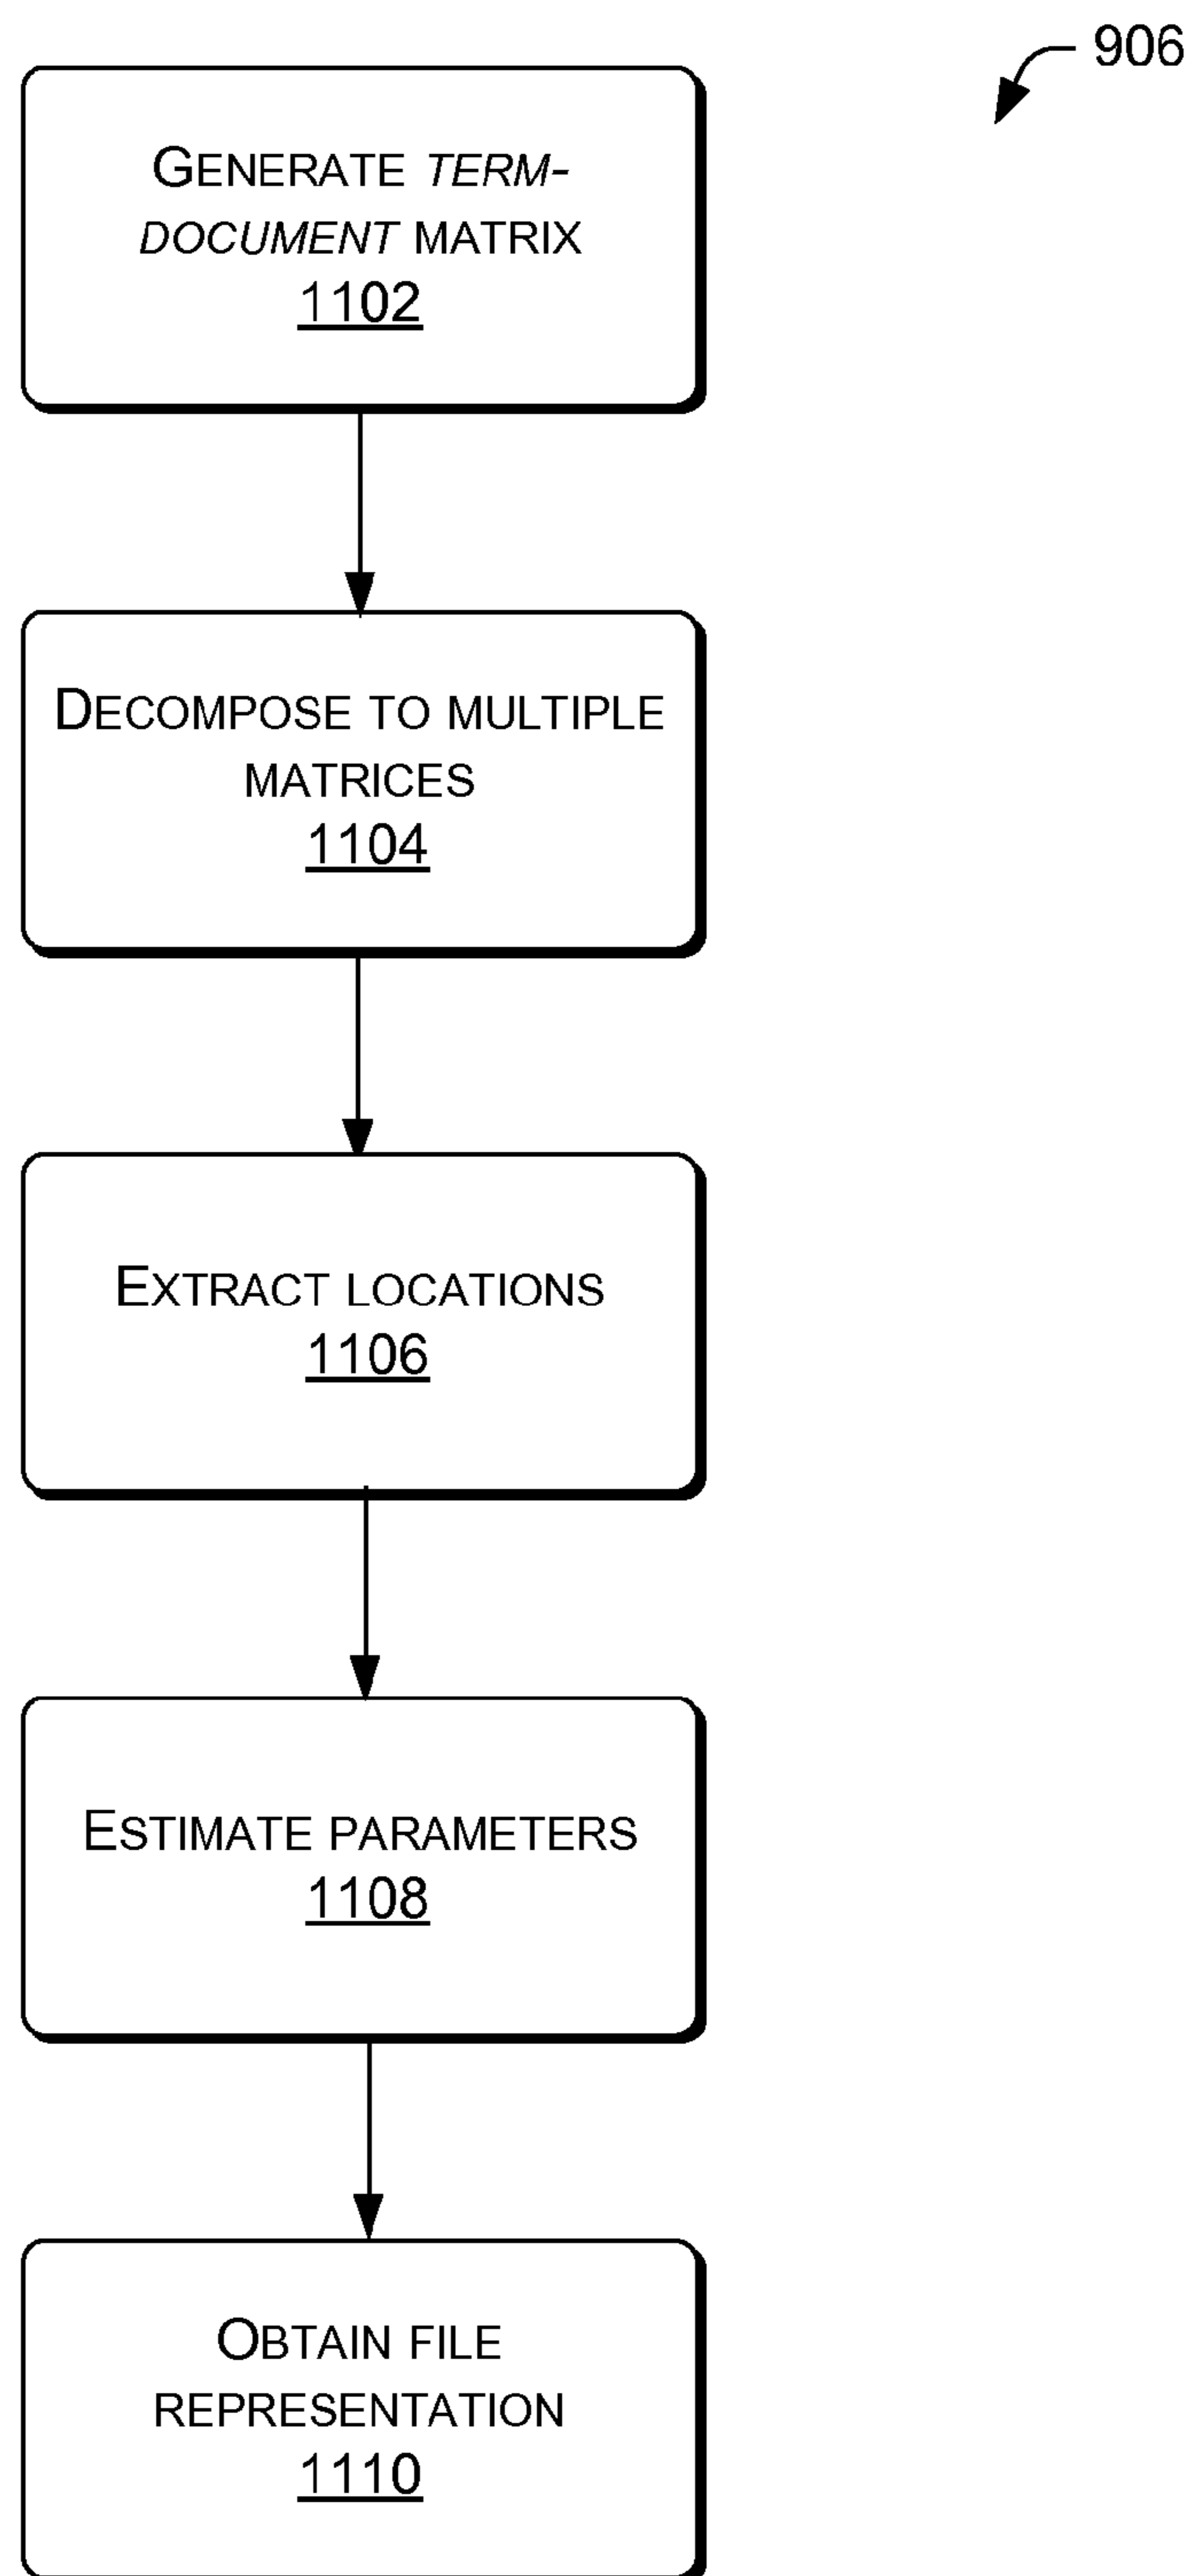 906
GENERATE TERM-
DOCUMENT MATRIX
1102
DECOMPOSE TO MULTIPLE
MATRICES
1104
EXTRACT LOCATIONS
1106
ESTIMATE PARAMETERS
1108
OBTAIN FILE
REPRESENTATION
1110